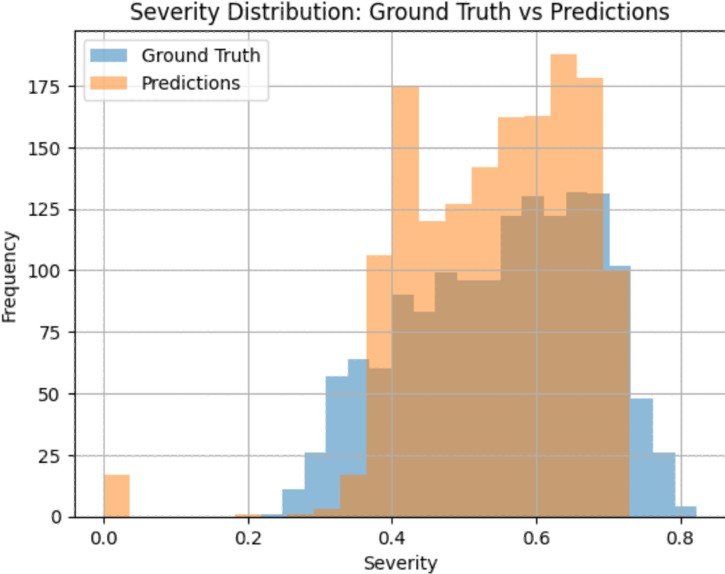 Severity Distribution: Ground Truth vs Predictions
Ground Truth
Predictions
175
150
125
100
75
50
25
0
Frequency
0.0 0.2 0.4 0.6 0.8
Severity